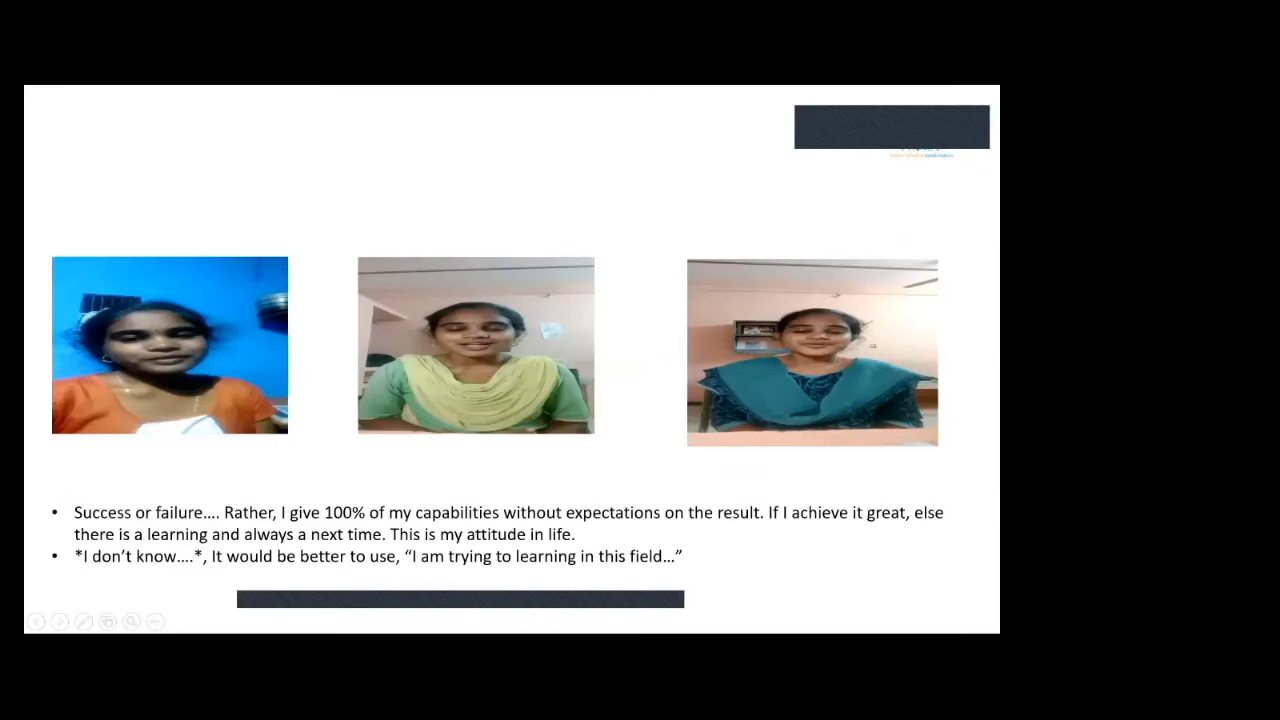 • Success or failure.... Rather, I give 100% of my capabilities without expectations on the result. If I achieve it great, else
there is a learning and always a next time. This is my attitude in life.
• *I don’t know....*, It would be better to use, “I am trying to learning in this field...”